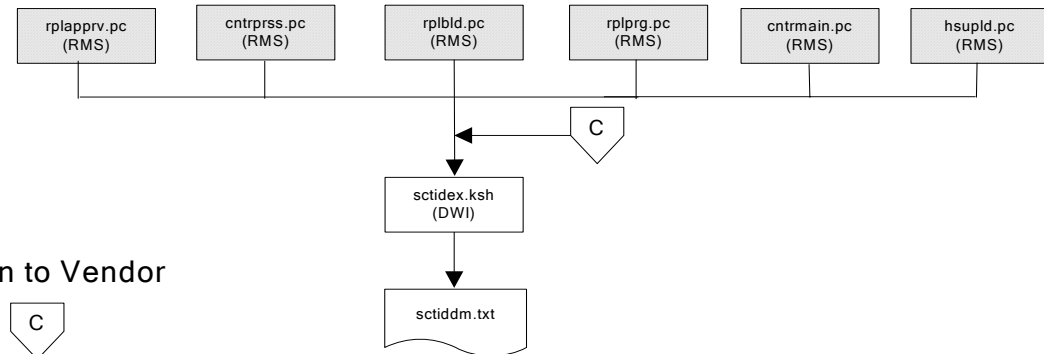 rplapprv.pc
(RMS)
cntrprss.pc
(RMS)
rplbld.pc
(RMS)
rplprg.pc
(RMS)
cntrmain.pc
(RMS)
hsupld.pc
(RMS)
C
sctidex.ksh
(DWI)
n to Vendor
C
sctiddm.txt